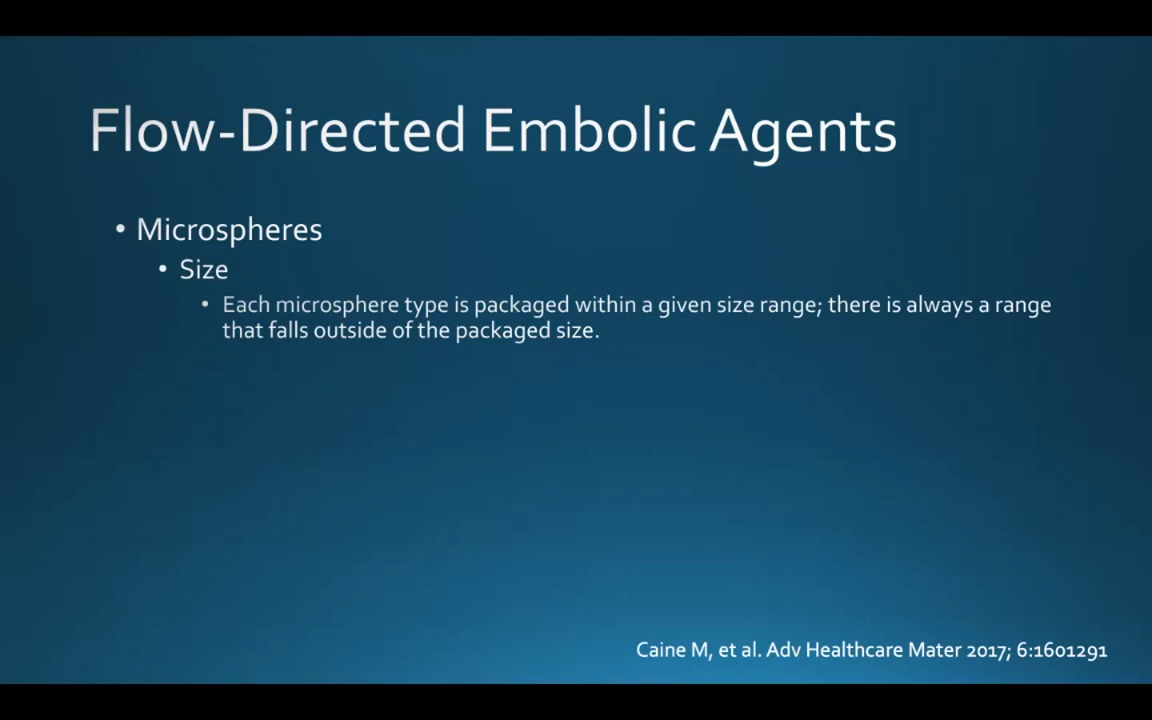 Flow-Directed Embolic Agents
• Microspheres
• Size
• Each microsphere type is packaged within a given size range; there is always a range
that falls outside of the packaged size.
Caine M, et al. Adv Healthcare Mater 2017; 6:1601291